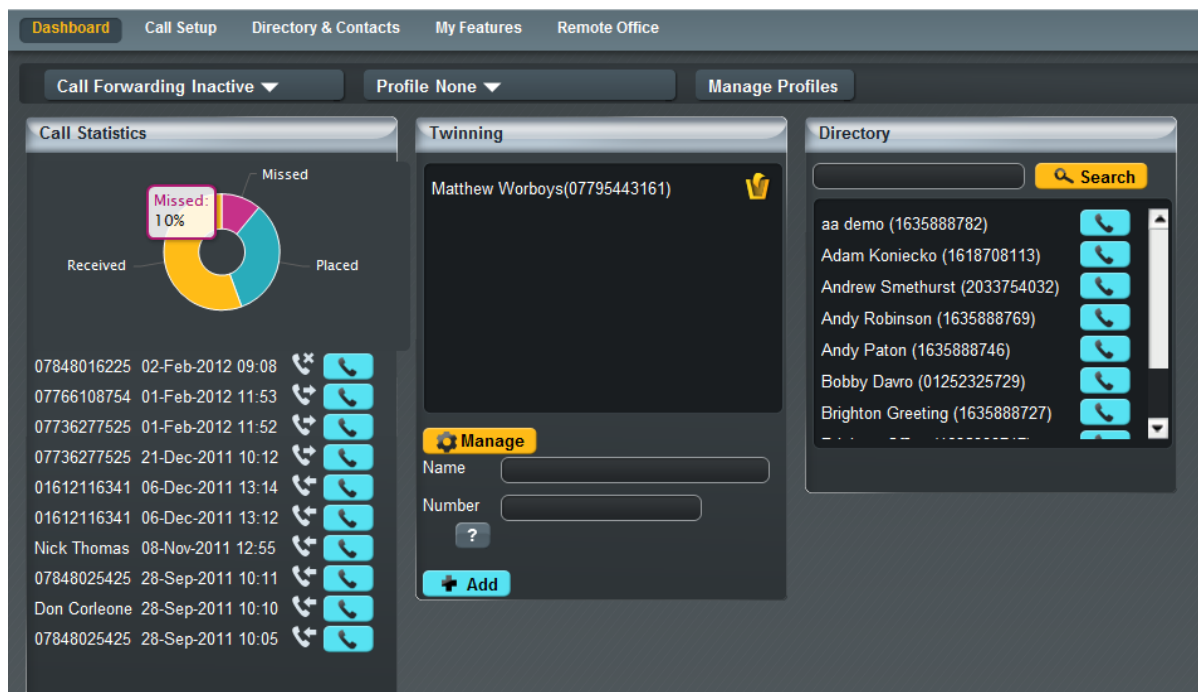 Dashboard Call Setup Directory & Contacts My Features Remote Office
Call Forwarding Inactive Profile None Manage Profiles
Call Statistics
Missed
Missed:
10%
Received
Placed
07848016225 02-Feb-2012 09:08
07766108754 01-Feb-2012 11:53
07736277525 01-Feb-2012 11:52
07736277525 21-Dec-2011 10:12
01612116341 06-Dec-2011 13:14
01612116341 06-Dec-2011 13:12
Nick Thomas 08-Nov-2011 12:55
07848025425 28-Sep-2011 10:11
Don Corleone 28-Sep-2011 10:10
07848025425 28-Sep-2011 10:05
Twinning
Matthew Worboys(07795443161)
Manage
Name
Number
?
Add
Directory
Search
aa demo (1635888782)
Adam Koniecko (1618708113)
Andrew Smethurst (2033754032)
Andy Robinson (1635888769)
Andy Paton (1635888746)
Bobby Davro (01252325729)
Brighton Greeting (1635888727)